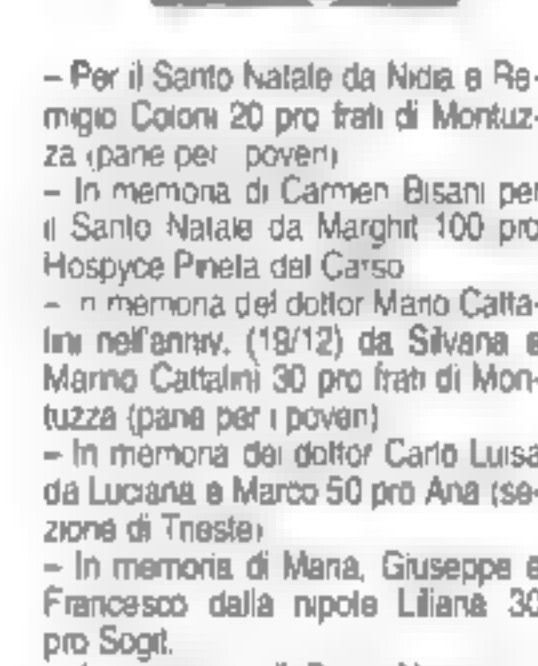 – Per il Santo Natale da Nidia e Re-
migio Coloni 20 pro frati di Montuz-
za (pane per poveri)
– In memoria di Carmen Bisani per
il Santo Natale da Marghit 100 pro
Hospyce Pineta del Carso
– In memoria del dottor Mario Catta-
lini nell'anniv. (19/12) da Silvana e
Marino Cattalini 30 pro frati di Mon-
tuzza (pane per i poveri)
– In memoria del dottor Carlo Luisa
da Luciana e Marco 50 pro Ana (se-
zione di Trieste)
– In memoria di Maria, Giuseppe e
Francesco dalla nipote Liliana 30
pro Sogit.